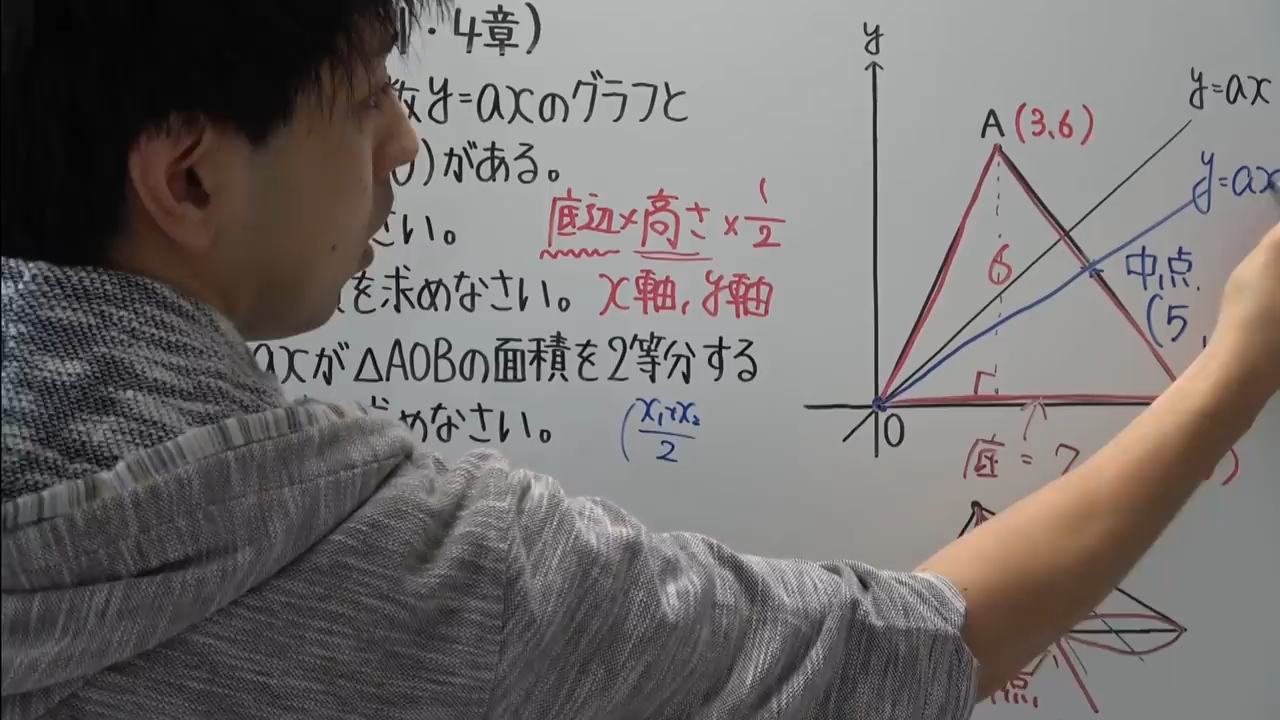 ・4章)
y=axのグラフと
)がある。
さい。
底辺×高さ×1/2
を求めなさい。
x軸,y軸
axが△AOBの面積を2等分する
めなさい。
(x₁+x₂/2
y
y=ax
A(3,6)
y=ax
6
中点
(5
O
底=7